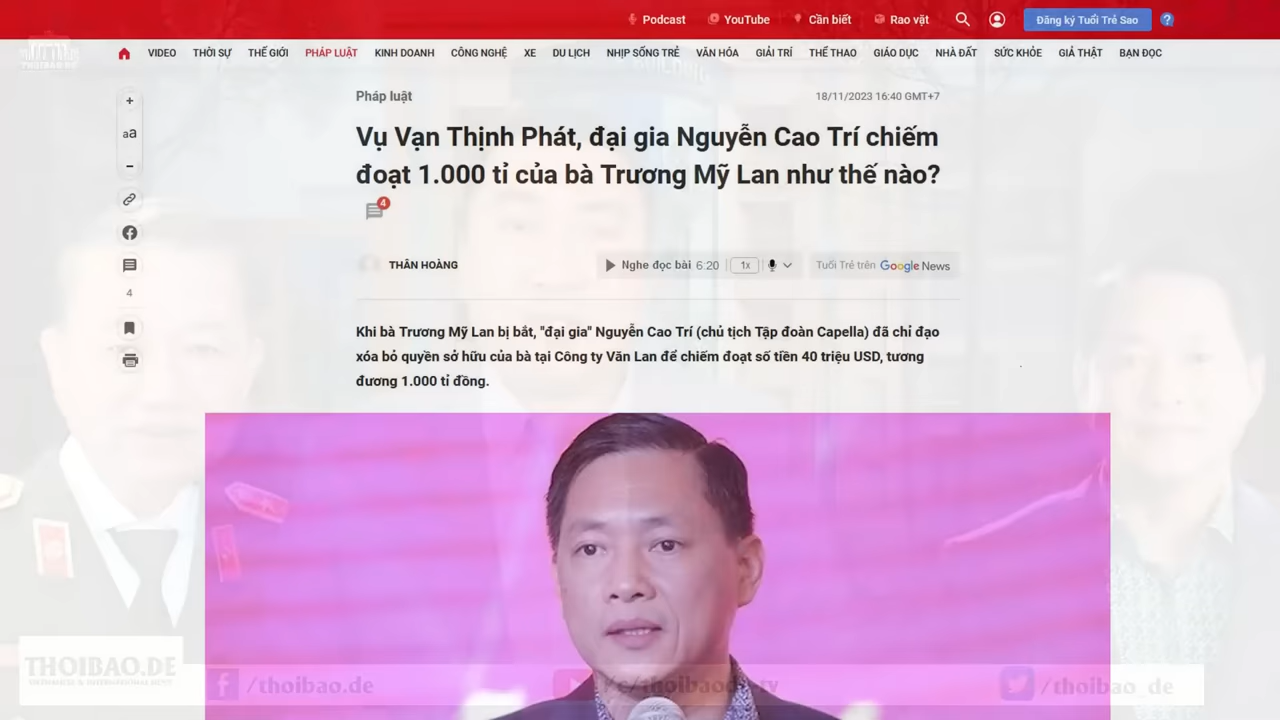 Podcast
YouTube
Cần biết
Rao vặt
Đăng ký Tuổi Trẻ Sao
?
VIDEO THỜI SỰ THẾ GIỚI PHÁP LUẬT KINH DOANH CÔNG NGHỆ XE DU LỊCH NHỊP SỐNG TRẺ VĂN HÓA GIẢI TRÍ THỂ THAO GIÁO DỤC NHÀ ĐẤT SỨC KHỎE GIẢ THẬT BẠN ĐỌC
THOIBAO.DE
+
aa
−
4
Pháp luật
18/11/2023 16:40 GMT+7
Vụ Vạn Thịnh Phát, đại gia Nguyễn Cao Trí chiếm
đoạt 1.000 tỉ của bà Trương Mỹ Lan như thế nào?
4
THÂN HOÀNG
Nghe đọc bài 6:20
1x
Tuổi Trẻ trên Google News
Khi bà Trương Mỹ Lan bị bắt, "đại gia" Nguyễn Cao Trí (chủ tịch Tập đoàn Capella) đã chỉ đạo
xóa bỏ quyền sở hữu của bà tại Công ty Văn Lan để chiếm đoạt số tiền 40 triệu USD, tương
đương 1.000 tỉ đồng.
THOIBAO.DE
/thoibao.de
/thoibao_de